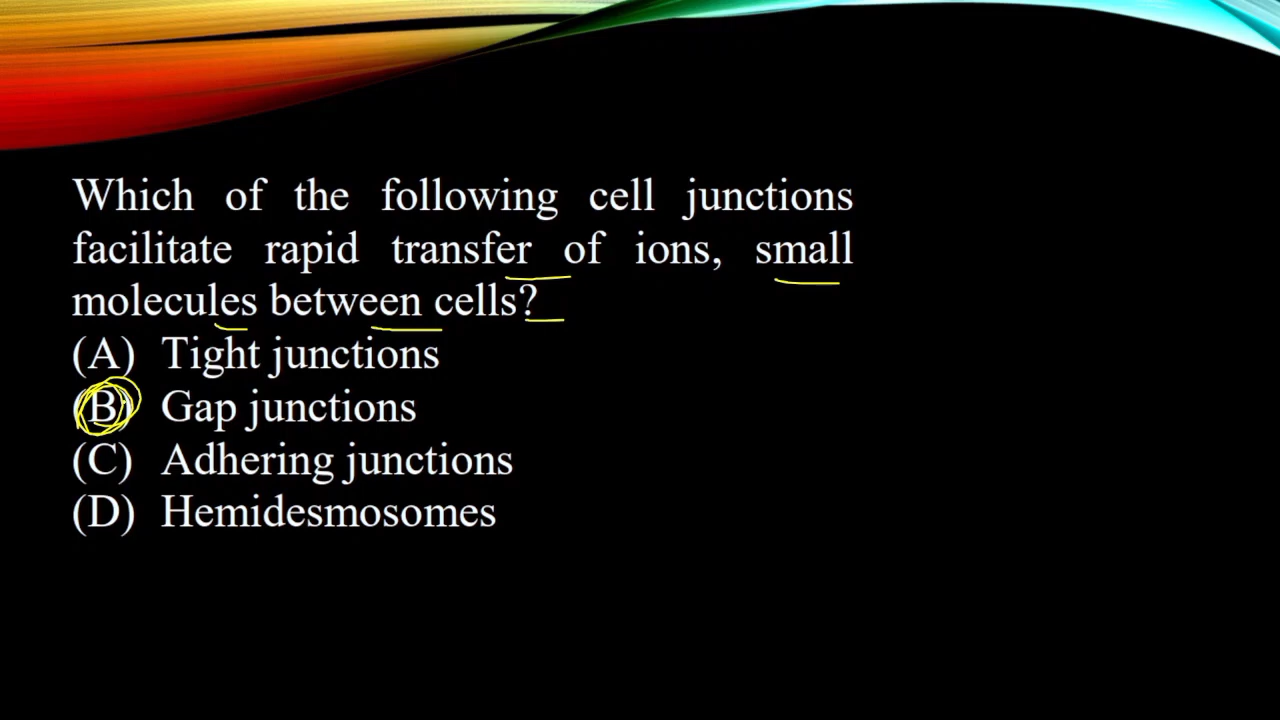 Which of the following cell junctions
facilitate rapid transfer of ions, small
molecules between cells?
(A) Tight junctions
(B) Gap junctions
(C) Adhering junctions
(D) Hemidesmosomes